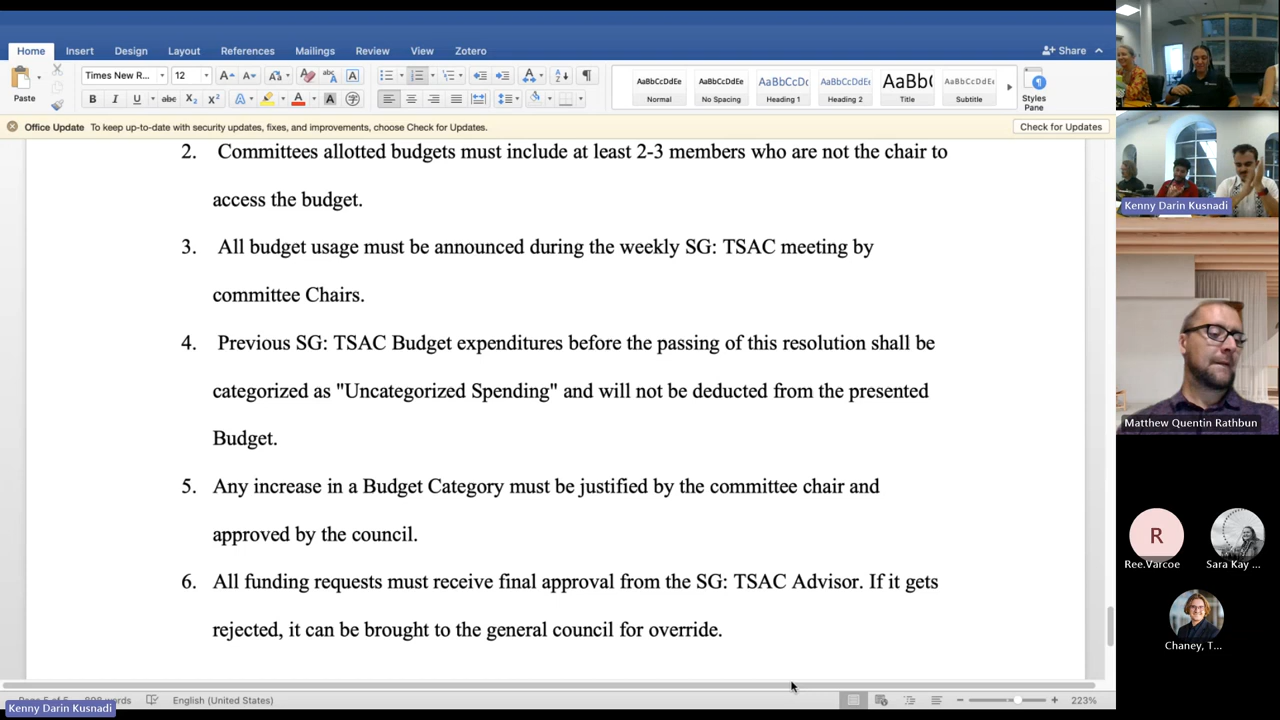 Home Insert Design Layout References Mailings Review View Zotero Share
Times New R... 12
Paste
AaBbCcDdEe AaBbCcDdEe AaBbCcDc AaBbCcDdEe AaBb( AaBbCcDdEe
Normal No Spacing Heading 1 Heading 2 Title Subtitle Styles Pane
Office Update To keep up-to-date with security updates, fixes, and improvements, choose Check for Updates. Check for Updates
2. Committees allotted budgets must include at least 2-3 members who are not the chair to
access the budget.
3. All budget usage must be announced during the weekly SG: TSAC meeting by
committee Chairs.
4. Previous SG: TSAC Budget expenditures before the passing of this resolution shall be
categorized as "Uncategorized Spending" and will not be deducted from the presented
Budget.
5. Any increase in a Budget Category must be justified by the committee chair and
approved by the council.
6. All funding requests must receive final approval from the SG: TSAC Advisor. If it gets
rejected, it can be brought to the general council for override.
English (United States) 223%
Kenny Darin Kusnadi
Kenny Darin Kusnadi
Matthew Quentin Rathbun
R
Ree.Varcoe Sara Kay ...
Chaney, T...